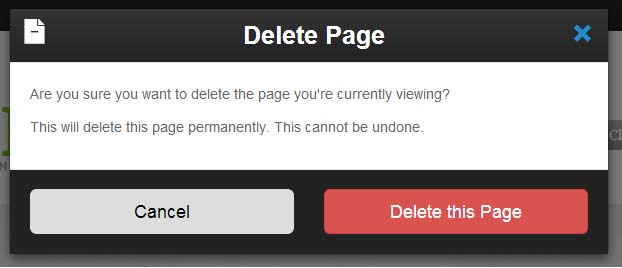 Delete Page
Are you sure you want to delete the page you're currently viewing?
This will delete this page permanently. This cannot be undone.
Cancel
Delete this Page